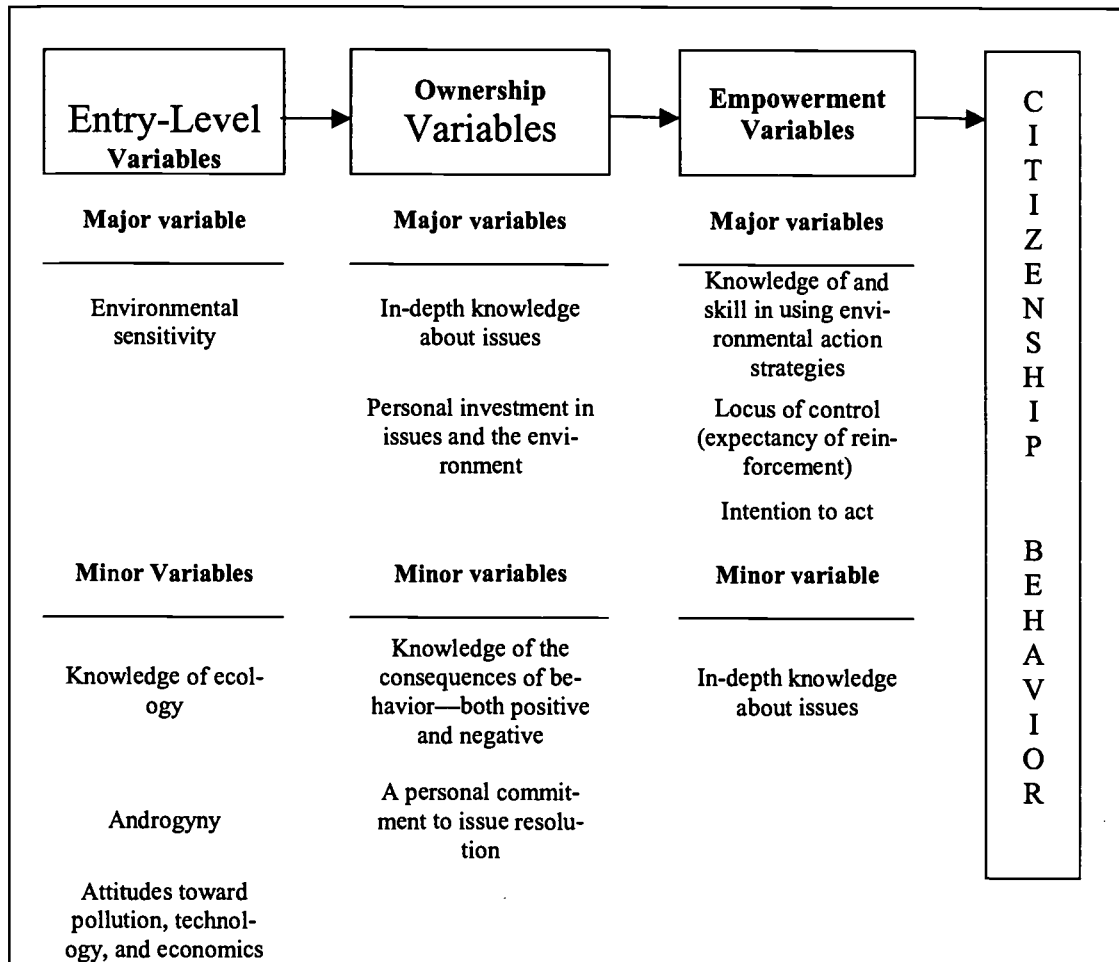 Entry-Level
Variables
Ownership
Variables
Empowerment
Variables
Major variable
Environmental
sensitivity
Minor Variables
Knowledge of ecol-
ogy
Androgyny
Attitudes toward
pollution, technol-
ogy, and economics
Major variables
In-depth knowledge
about issues
Personal investment in
issues and the envi-
ronment
Minor variables
Knowledge of the
consequences of be-
havior—both positive
and negative
A personal commit-
ment to issue resolu-
tion
Major variables
Knowledge of and
skill in using envi-
ronmental action
strategies
Locus of control
(expectancy of rein-
forcement)
Intention to act
Minor variable
In-depth knowledge
about issues
CITIZENSHIP BEHAVIOR